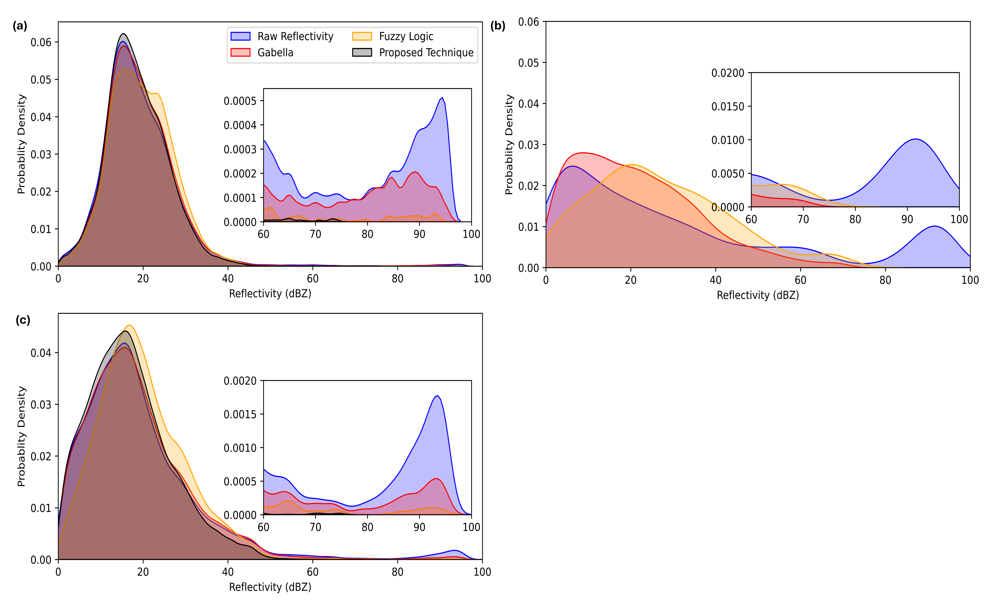 (a)
Raw Reflectivity
Gabella
Fuzzy Logic
Proposed Technique
0.06
0.05
0.04
0.03
0.02
0.01
0.00
Probablity Density
0.0005
0.0004
0.0003
0.0002
0.0001
0.0000
60 70 80 90 100
0 20 40 60 80 100
Reflectivity (dBZ)
(b)
0.06
0.05
0.04
0.03
0.02
0.01
0.00
Probablity Density
0.0200
0.0150
0.0100
0.0050
0.0000
60 70 80 90 100
0 20 40 60 80 100
Reflectivity (dBZ)
(c)
0.04
0.03
0.02
0.01
0.00
Probablity Density
0.0020
0.0015
0.0010
0.0005
0.0000
60 70 80 90 100
0 20 40 60 80 100
Reflectivity (dBZ)